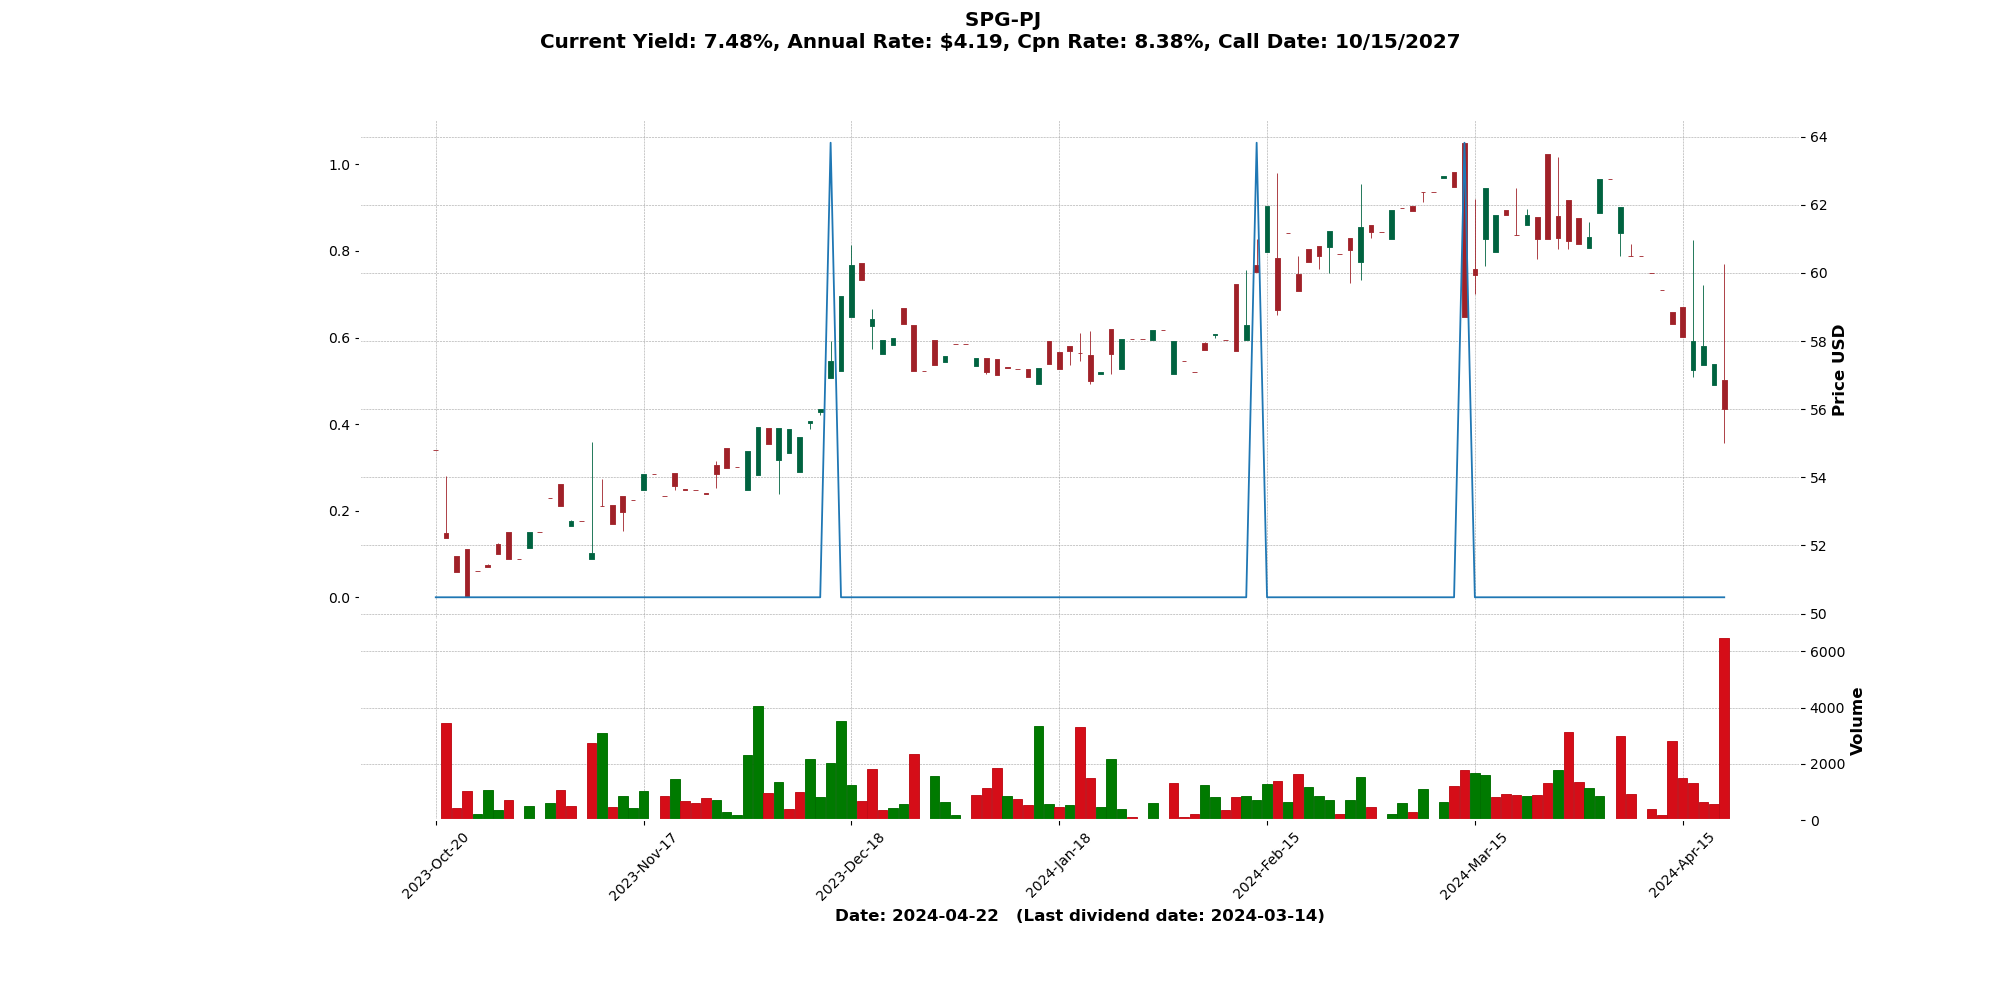 SPG-PJ
Current Yield: 7.48%, Annual Rate: $4.19, Cpn Rate: 8.38%, Call Date: 10/15/2027
1.0
0.8
0.6
0.4
0.2
0.0
64
62
60
58
56
54
52
50
Price USD
6000
4000
2000
0
Volume
2023-Oct-20
2023-Nov-17
2023-Dec-18
2024-Jan-18
2024-Feb-15
2024-Mar-15
2024-Apr-15
Date: 2024-04-22   (Last dividend date: 2024-03-14)